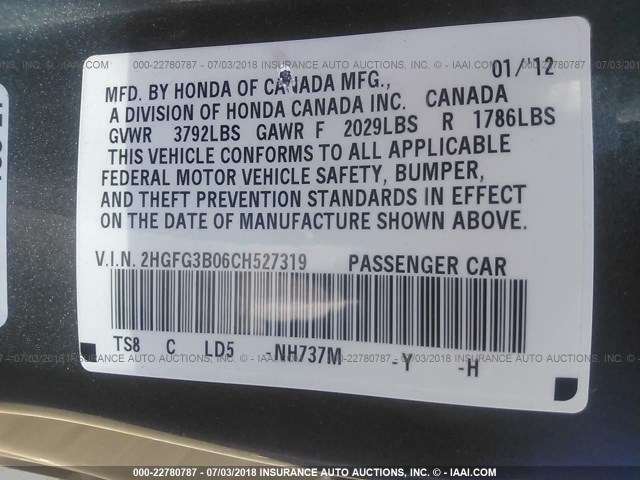 000-22780787 - 07/03/2018 - INSURANCE AUTO AUCTIONS, INC. - IAAI.COM
01/12
MFD. BY HONDA OF CANADA MFG.,
A DIVISION OF HONDA CANADA INC. CANADA
GVWR 3792LBS GAWR F 2029LBS R 1786LBS
THIS VEHICLE CONFORMS TO ALL APPLICABLE
FEDERAL MOTOR VEHICLE SAFETY, BUMPER,
AND THEFT PREVENTION STANDARDS IN EFFECT
ON THE DATE OF MANUFACTURE SHOWN ABOVE.
V.I.N. 2HGFG3B06CH527319 PASSENGER CAR
TS8 C LD5 -NH737M -Y -H
000-22780787 - 07/03/2018 - INSURANCE AUTO AUCTIONS, INC. - IAAI.COM